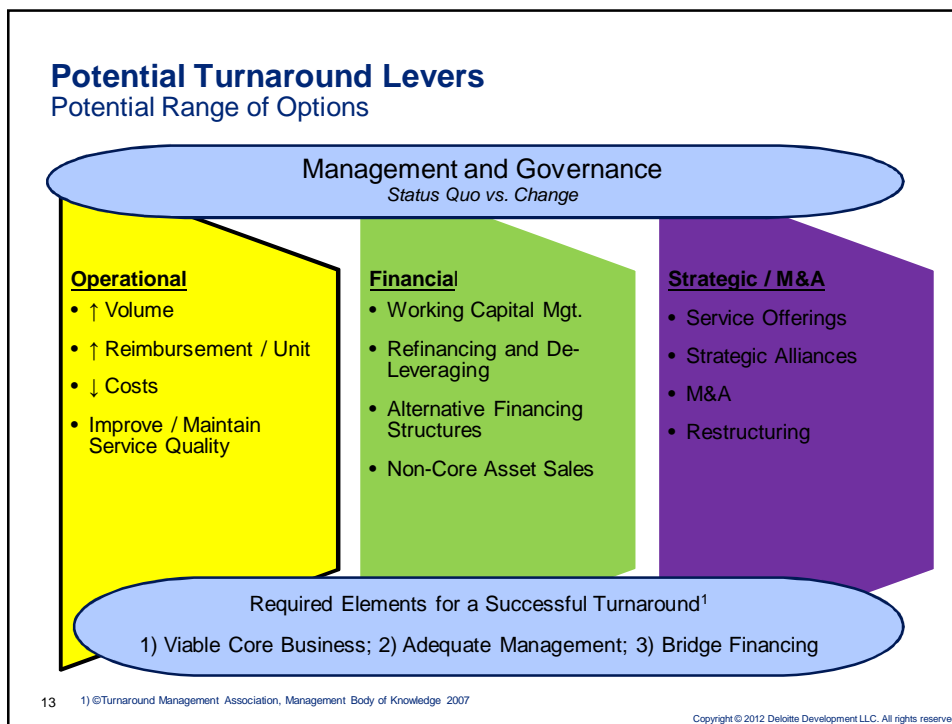 Potential Turnaround Levers
Potential Range of Options
Management and Governance
Status Quo vs. Change
Operational
• ↑ Volume
• ↑ Reimbursement / Unit
• ↓ Costs
• Improve / Maintain
Service Quality
Financial
• Working Capital Mgt.
• Refinancing and De-
Leveraging
• Alternative Financing
Structures
• Non-Core Asset Sales
Strategic / M&A
• Service Offerings
• Strategic Alliances
• M&A
• Restructuring
Required Elements for a Successful Turnaround¹
1) Viable Core Business; 2) Adequate Management; 3) Bridge Financing
13 1) ©Turnaround Management Association, Management Body of Knowledge 2007
Copyright © 2012 Deloitte Development LLC. All rights reserve